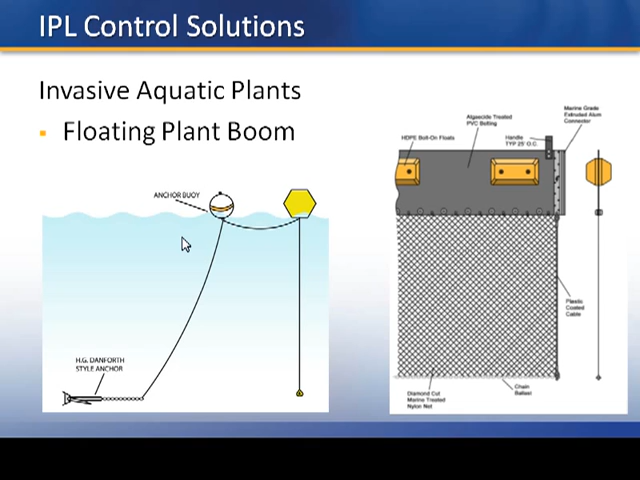 IPL Control Solutions
Invasive Aquatic Plants
Floating Plant Boom
ANCHOR BUOY
H.G. DANFORTH
STYLE ANCHOR
Marine Grade
Extruded Alum
Connector
Algaecide Treated
PVC Belting
HDPE Bolt-On Floats
Handle
TYP 25' O.C.
Plastic
Coated
Cable
Chain
Ballast
Diamond Cut
Marine Treated
Nylon Net